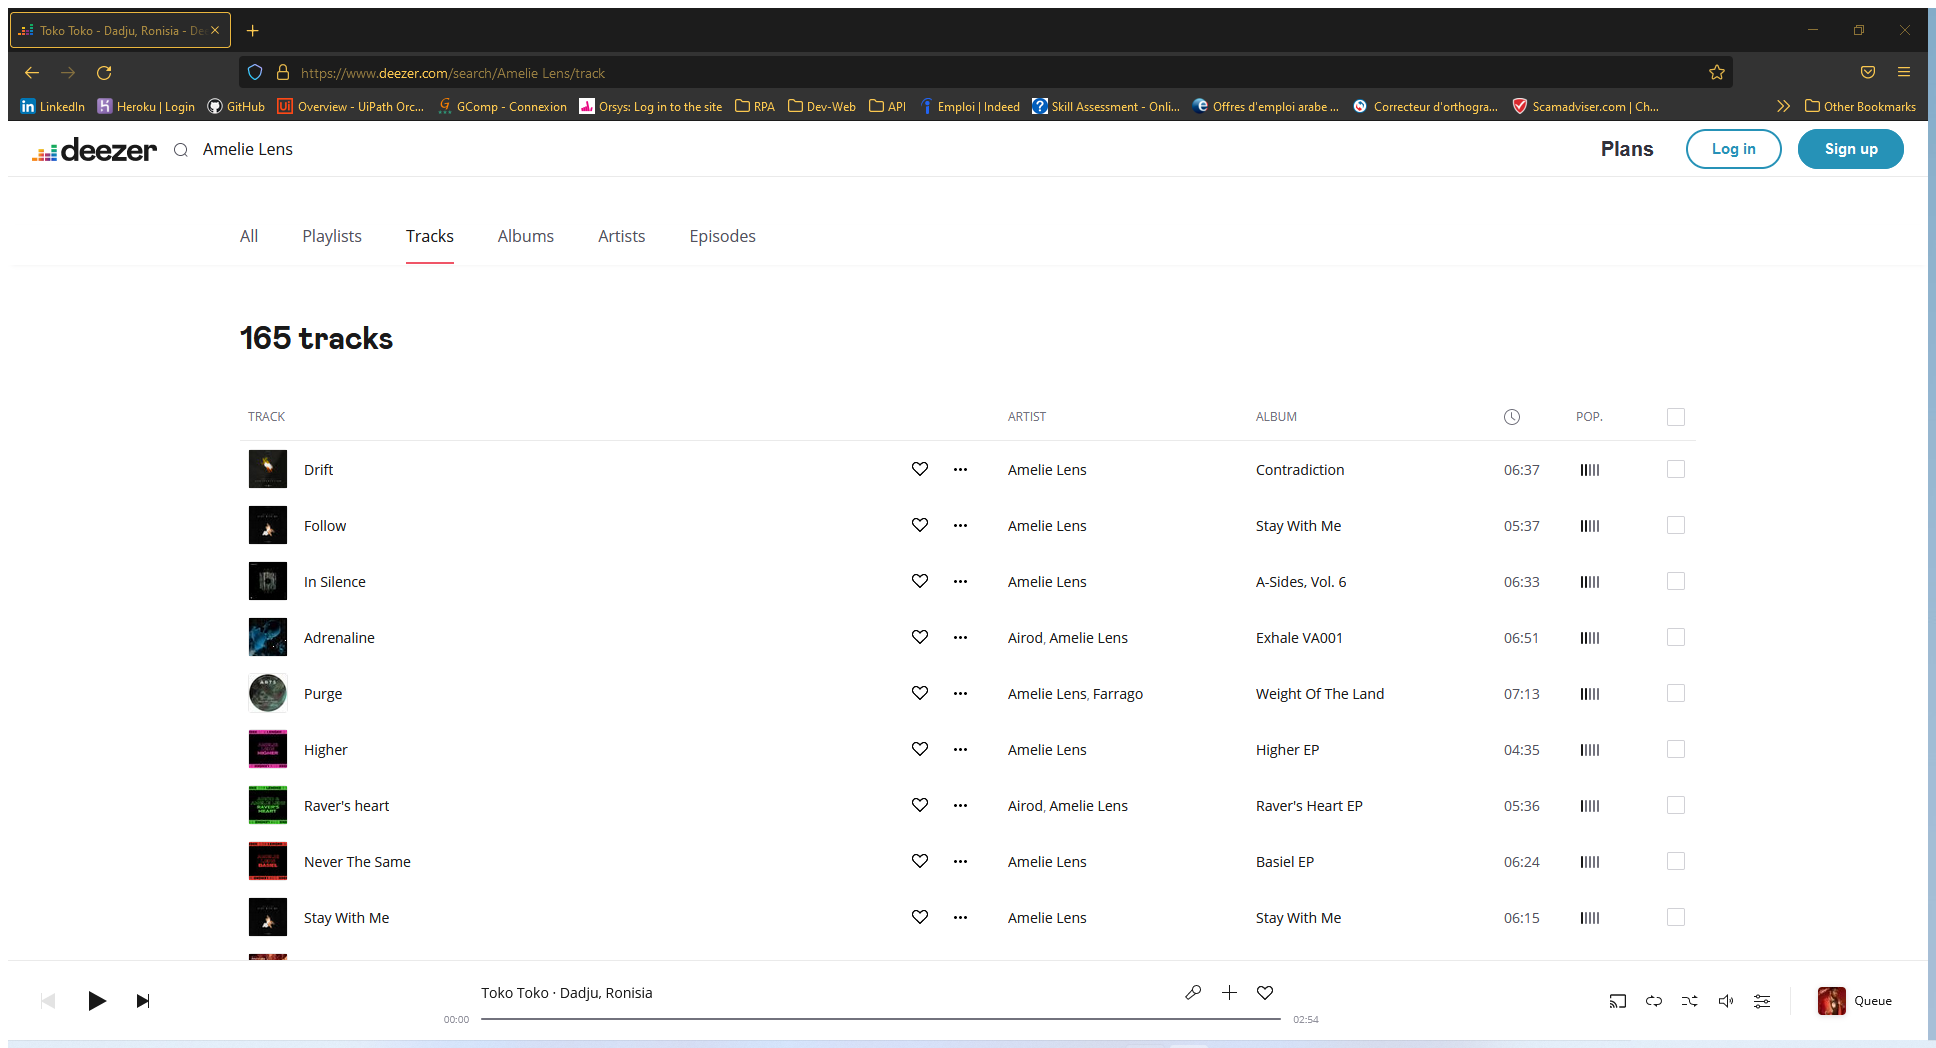 Toko Toko - Dadju, Ronisia - De
https://www.deezer.com/search/Amelie Lens/track
LinkedIn Heroku | Login GitHub Overview - UiPath Orc... GComp - Connexion Orsys: Log in to the site RPA Dev-Web API Emploi | Indeed Skill Assessment - Onli... Offres d'emploi arabe ... Correcteur d'orthogra... Scamadviser.com | Ch... Other Bookmarks
deezer Amelie Lens Plans Log in Sign up
All Playlists Tracks Albums Artists Episodes
165 tracks
TRACK ARTIST ALBUM POP.
Drift Amelie Lens Contradiction 06:37
Follow Amelie Lens Stay With Me 05:37
In Silence Amelie Lens A-Sides, Vol. 6 06:33
Adrenaline Airod, Amelie Lens Exhale VA001 06:51
Purge Amelie Lens, Farrago Weight Of The Land 07:13
Higher Amelie Lens Higher EP 04:35
Raver's heart Airod, Amelie Lens Raver's Heart EP 05:36
Never The Same Amelie Lens Basiel EP 06:24
Stay With Me Amelie Lens Stay With Me 06:15
Toko Toko · Dadju, Ronisia
00:00 02:54
Queue